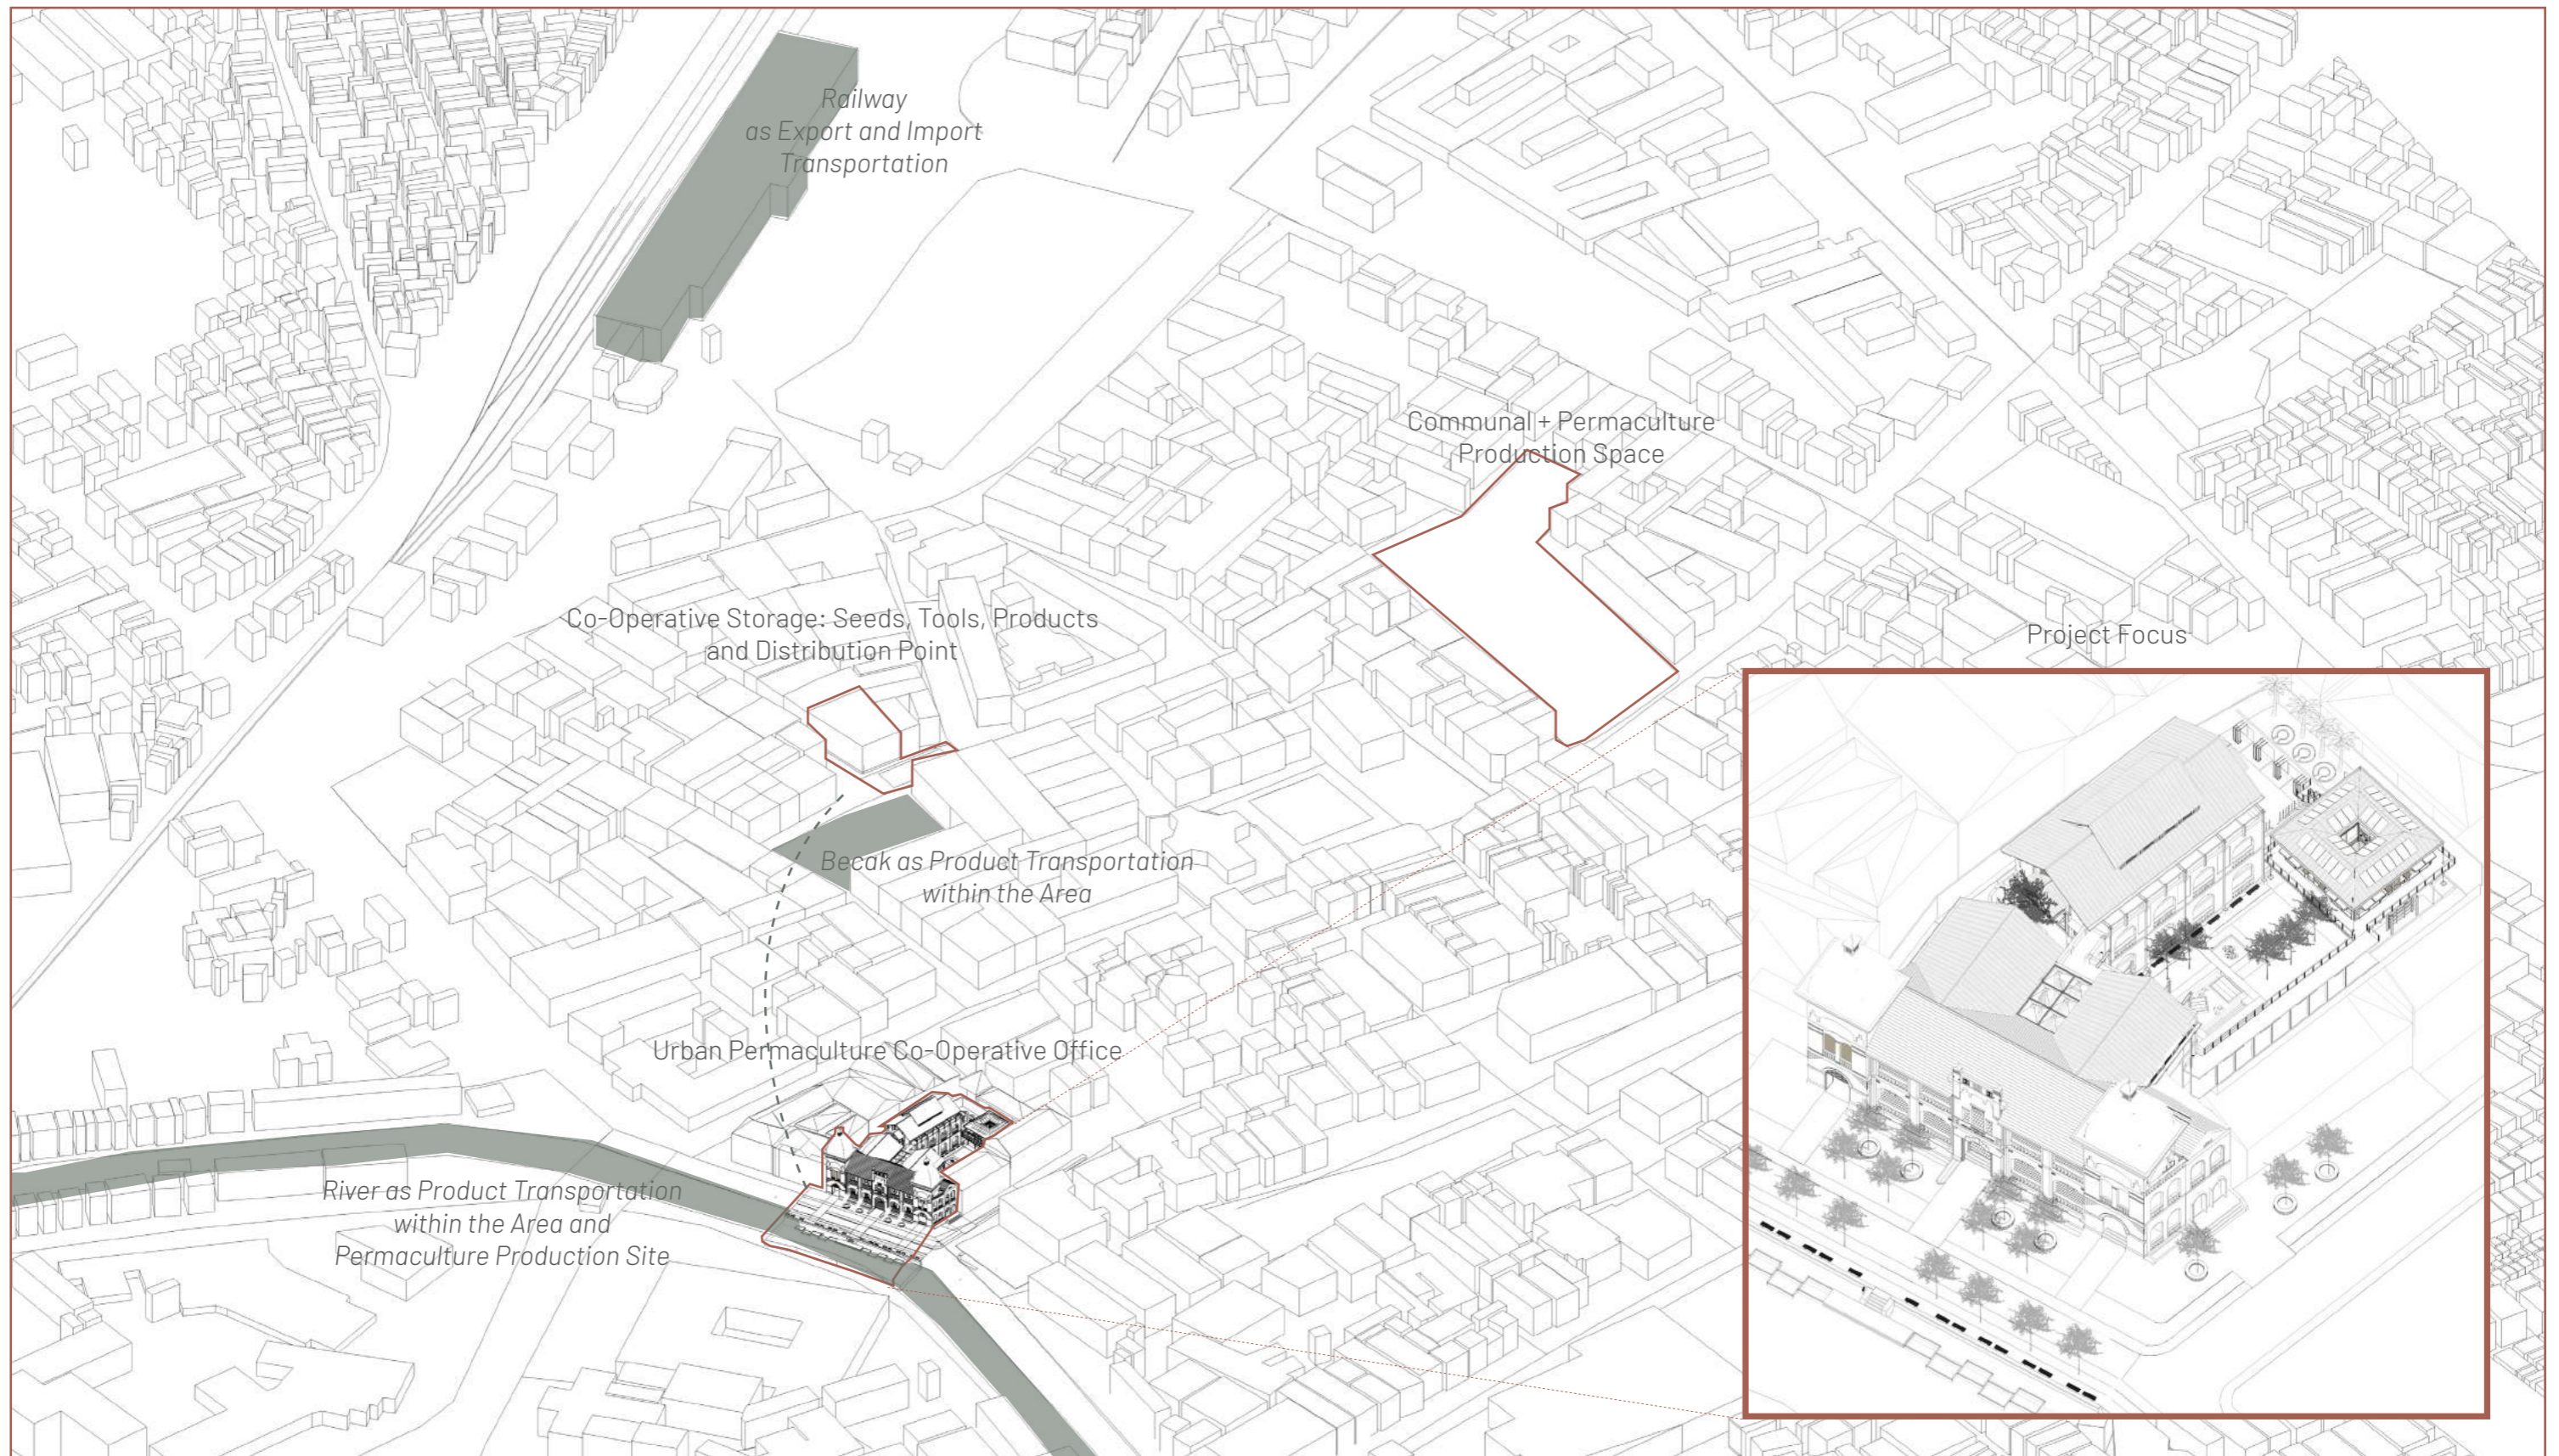 Railway
as Export and Import
Transportation
Communal + Permaculture
Production Space
Co-Operative Storage: Seeds, Tools, Products
and Distribution Point
Project Focus
Becak as Product Transportation
within the Area
Urban Permaculture Co-Operative Office
River as Product Transportation
within the Area and
Permaculture Production Site